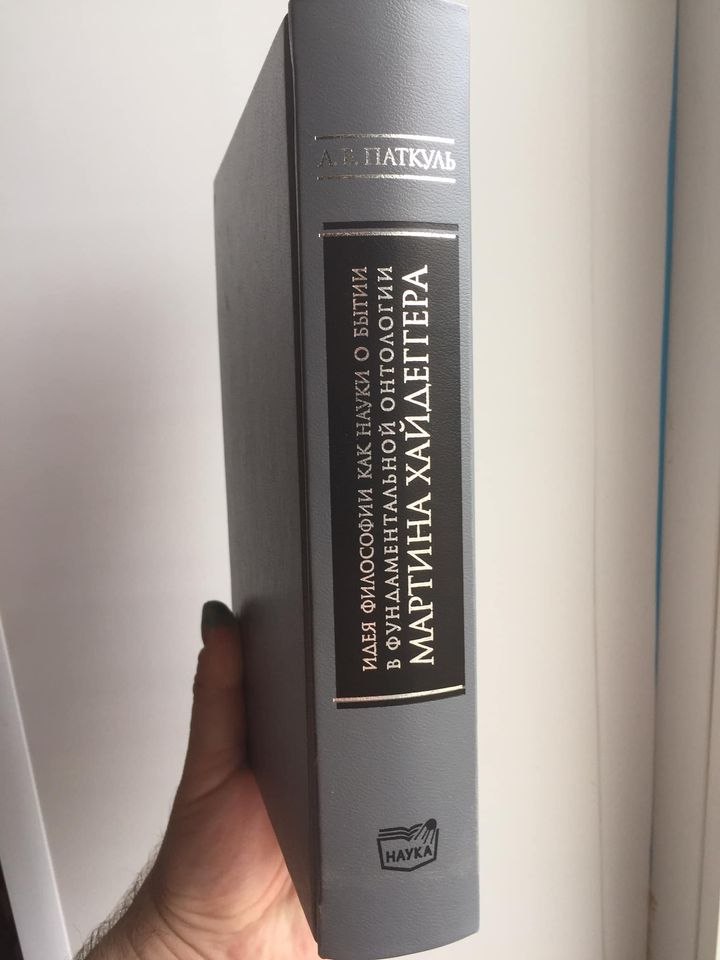 А. Б. ПАТКУЛЬ
ИДЕЯ ФИЛОСОФИИ КАК НАУКИ О БЫТИИ
В ФУНДАМЕНТАЛЬНОЙ ОНТОЛОГИИ
МАРТИНА ХАЙДЕГГЕРА
НАУКА